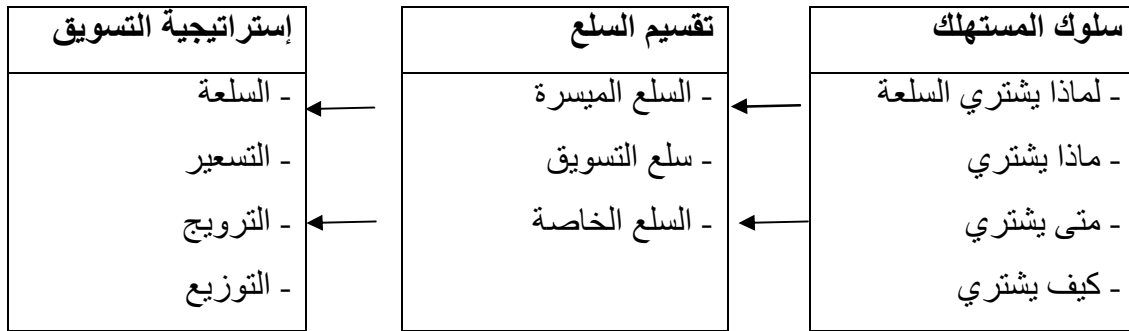 سلوك المستهلك
- لماذا يشتري السلعة
- ماذا يشتري
- متى يشتري
- كيف يشتري
تقسيم السلع
- السلع الميسرة
- سلع التسويق
- السلع الخاصة
إستراتيجية التسويق
- السلعة
- التسعير
- الترويج
- التوزيع